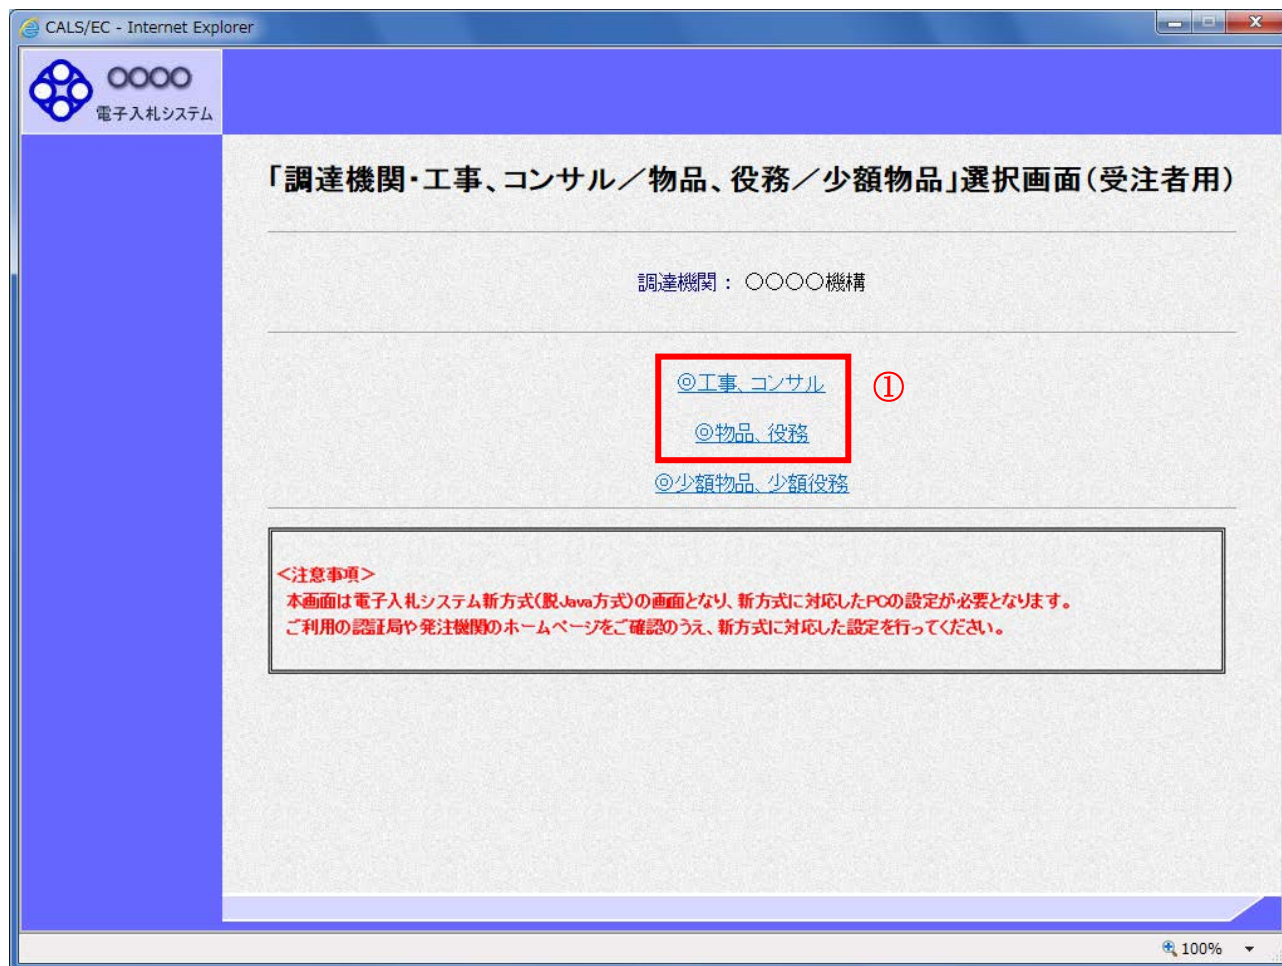 CALS/EC - Internet Explorer
〇〇〇〇
電子入札システム
「調達機関・工事、コンサル／物品、役務／少額物品」選択画面（受注者用）
調達機関： 〇〇〇〇機構
◎工事、コンサル
①
◎物品、役務
◎少額物品、少額役務
＜注意事項＞
本画面は電子入札システム新方式(脱Java方式)の画面となり、新方式に対応したPCの設定が必要となります。
ご利用の認証局や発注機関のホームページをご確認のうえ、新方式に対応した設定を行ってください。
100%